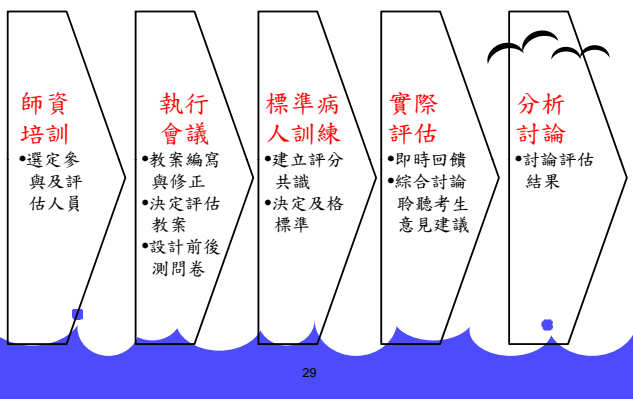 師資
培訓
•選定參
與及評
估人員
執行
會議
•教案編寫
與修正
•決定評估
教案
•設計前後
測問卷
標準病
人訓練
•建立評分
共識
•決定及格
標準
實際
評估
•即時回饋
•綜合討論
聆聽考生
意見建議
分析
討論
•討論評估
結果
29